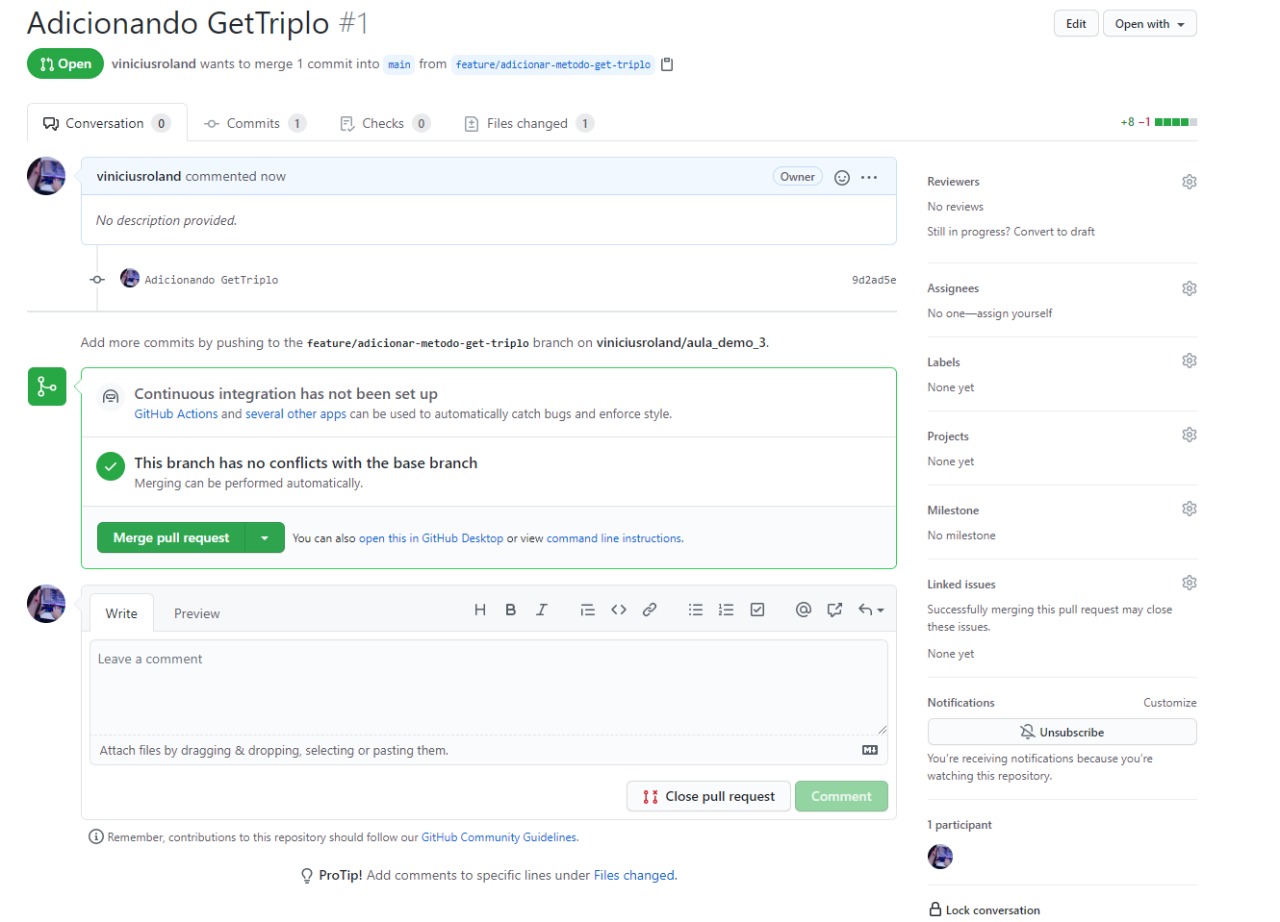 Adicionando GetTriplo #1
Edit
Open with
Open
viniciusroland wants to merge 1 commit into main from feature/adicionar-metodo-get-triplo
Conversation 0
Commits 1
Checks 0
Files changed 1
+8 −1
viniciusroland commented now
Owner
No description provided.
Adicionando GetTriplo
9d2ad5e
Add more commits by pushing to the feature/adicionar-metodo-get-triplo branch on viniciusroland/aula_demo_3.
Continuous integration has not been set up
GitHub Actions and several other apps can be used to automatically catch bugs and enforce style.
This branch has no conflicts with the base branch
Merging can be performed automatically.
Merge pull request
You can also open this in GitHub Desktop or view command line instructions.
Write
Preview
H B I
Leave a comment
Attach files by dragging & dropping, selecting or pasting them.
Close pull request
Comment
Remember, contributions to this repository should follow our GitHub Community Guidelines.
ProTip! Add comments to specific lines under Files changed.
Reviewers
No reviews
Still in progress? Convert to draft
Assignees
No one—assign yourself
Labels
None yet
Projects
None yet
Milestone
No milestone
Linked issues
Successfully merging this pull request may close
these issues.
None yet
Notifications
Customize
Unsubscribe
You're receiving notifications because you're
watching this repository.
1 participant
Lock conversation